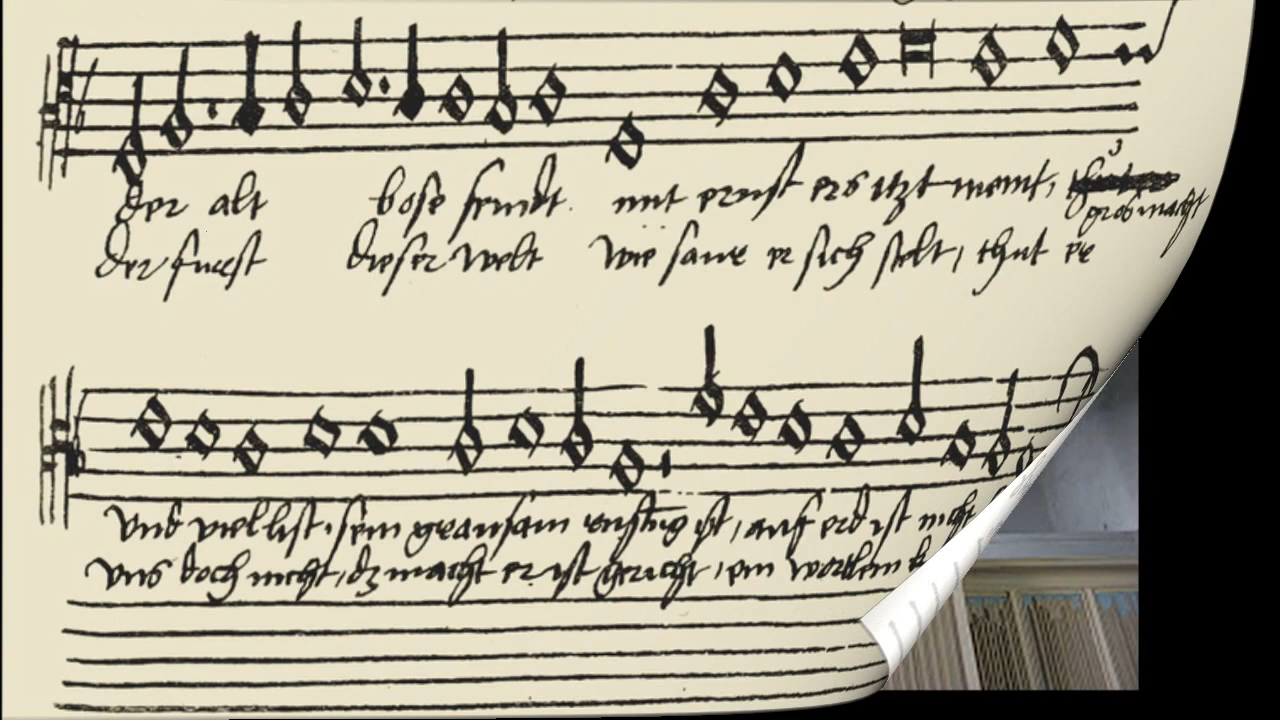 der alt bose feindt mit ernst ers itzt meint,
gros macht
der furst dieser welt wie saur er sich stelt, thut er
Und viel list, sein grausam rustung ist, auf erd ist nicht
uns doch nicht, dz macht er ist gericht, ein wortlein